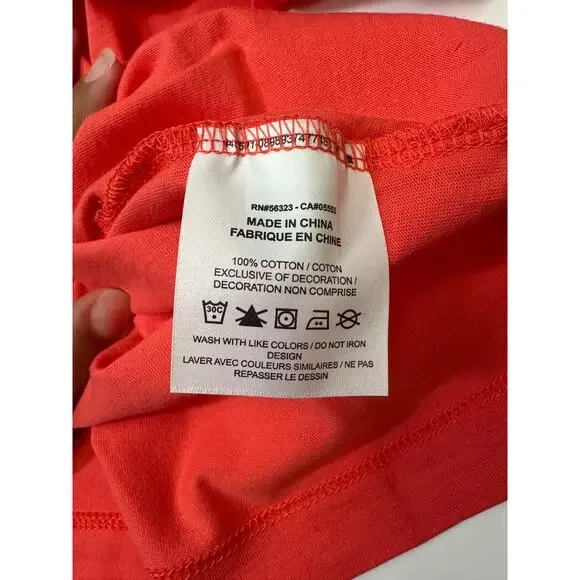 RN#56323 - CA#05553
MADE IN CHINA
FABRIQUE EN CHINE
100% COTTON / COTON
EXCLUSIVE OF DECORATION /
DECORATION NON COMPRISE
30C
WASH WITH LIKE COLORS / DO NOT IRON
DESIGN
LAVER AVEC COULEURS SIMILAIRES / NE PAS
REPASSER LE DESSIN